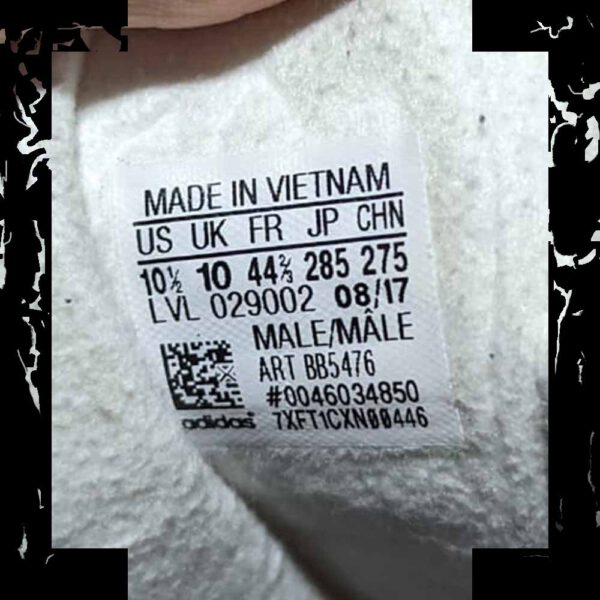 MADE IN VIETNAM
US UK FR JP CHN
10½ 10 44⅔ 285 275
LVL 029002 08/17
MALE/MÂLE
ART BB5476
#0046034850
adidas 7XFT1CXN00446